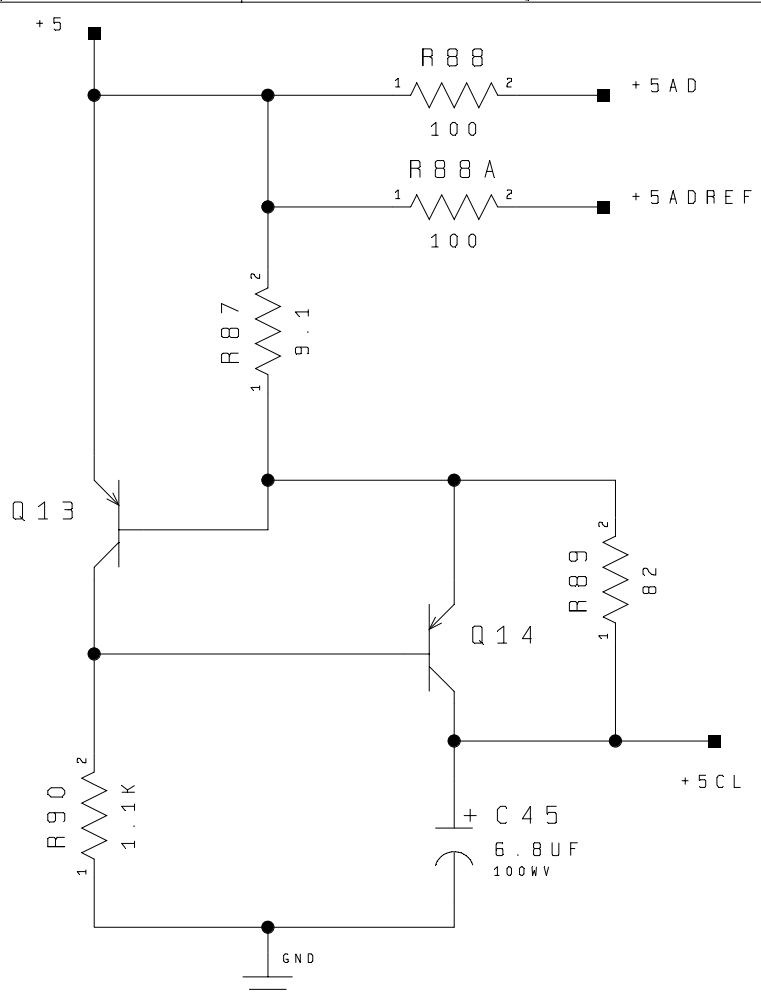 +5
R88
1 2
100
+5AD
R88A
1 2
100
+5ADREF
2
R87
9.1
1
Q13
2
R89
82
1
Q14
+5CL
2
R90
1.1K
1
+ C45
6.8UF
100WV
GND